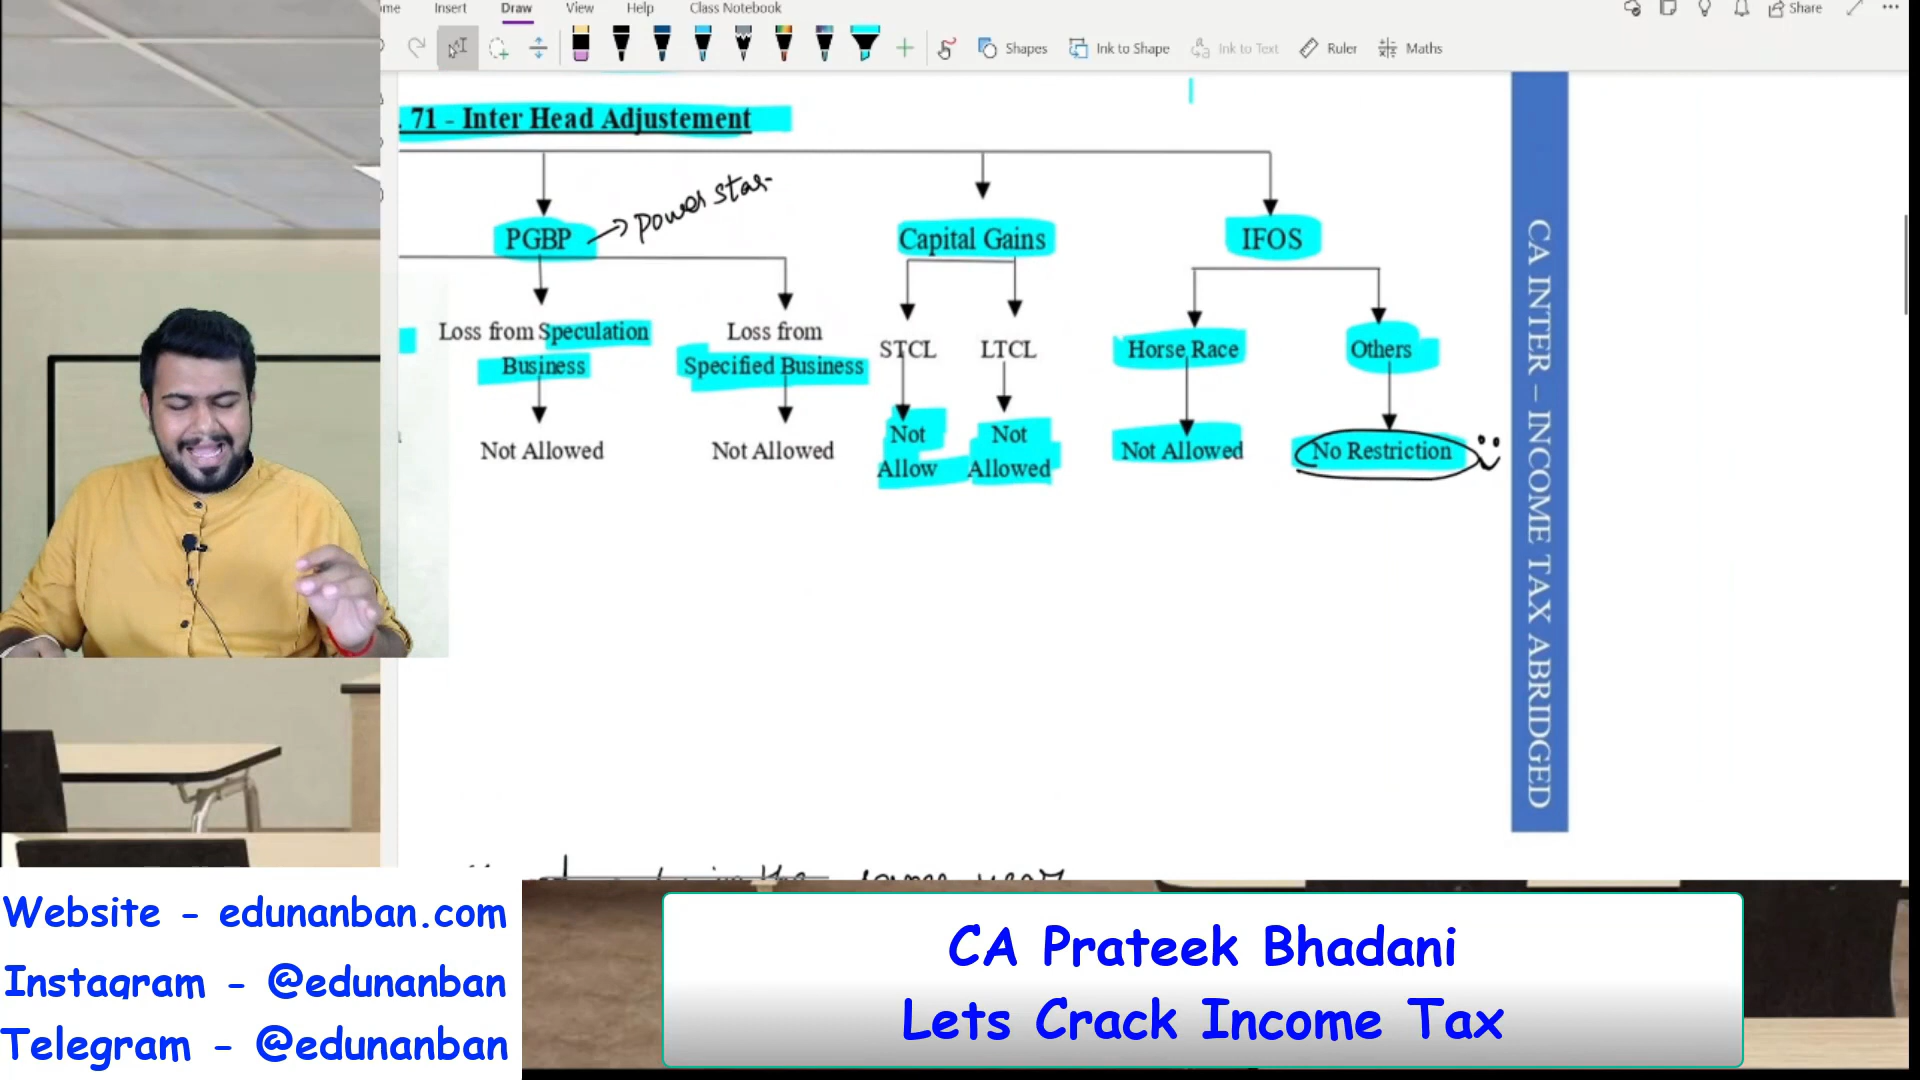 Insert Draw View Help Class Notebook Share
Shapes Ink to Shape Ink to Text Ruler Maths
. 71 - Inter Head Adjustement
PGBP
power star
Capital Gains
IFOS
Loss from Speculation
Business
Loss from
Specified Business
STCL
LTCL
Horse Race
Others
Not Allowed
Not Allowed
Not
Allow
Not
Allowed
Not Allowed
No Restriction
CA INTER – INCOME TAX ABRIDGED
Website - edunanban.com
Instagram - @edunanban
Telegram - @edunanban
CA Prateek Bhadani
Lets Crack Income Tax